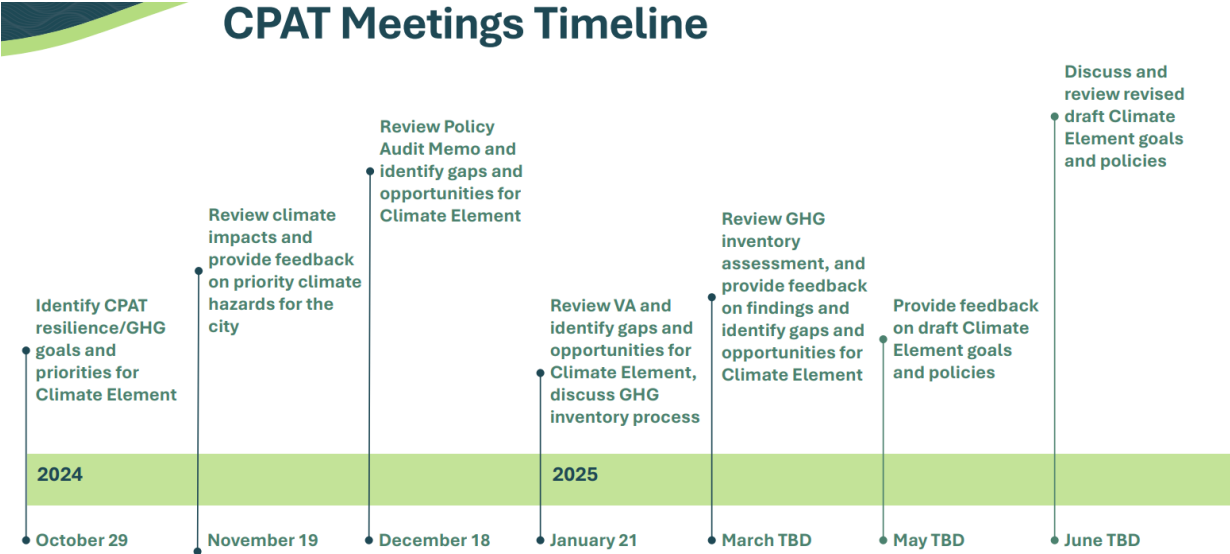 CPAT Meetings Timeline
Identify CPAT
resilience/GHG
goals and
priorities for
Climate Element
Review climate
impacts and
provide feedback
on priority climate
hazards for the
city
Review Policy
Audit Memo and
identify gaps and
opportunities for
Climate Element
Review VA and
identify gaps and
opportunities for
Climate Element,
discuss GHG
inventory process
Review GHG
inventory
assessment, and
provide feedback
on findings and
identify gaps and
opportunities for
Climate Element
Provide feedback
on draft Climate
Element goals
and policies
Discuss and
review revised
draft Climate
Element goals
and policies
2024
2025
October 29
November 19
December 18
January 21
March TBD
May TBD
June TBD